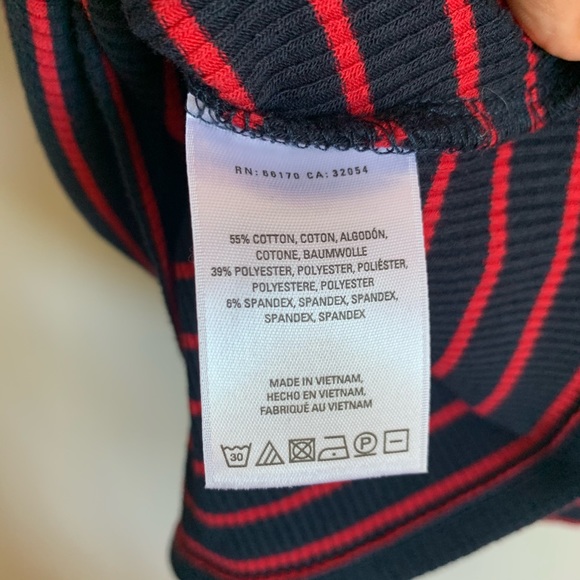 RN: 66170 CA: 32054
55% COTTON, COTON, ALGODÓN,
COTONE, BAUMWOLLE
39% POLYESTER, POLYESTER, POLIÉSTER,
POLYESTERE, POLYESTER
6% SPANDEX, SPANDEX, SPANDEX,
SPANDEX, SPANDEX
MADE IN VIETNAM,
HECHO EN VIETNAM,
FABRIQUÉ AU VIETNAM
30 P